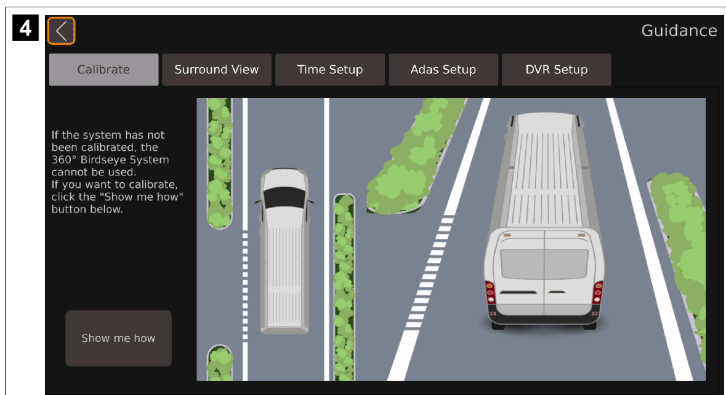 4
Guidance
Calibrate
Surround View
Time Setup
Adas Setup
DVR Setup
If the system has not
been calibrated, the
360° Birdseye System
cannot be used.
If you want to calibrate,
click the "Show me how"
button below.
Show me how